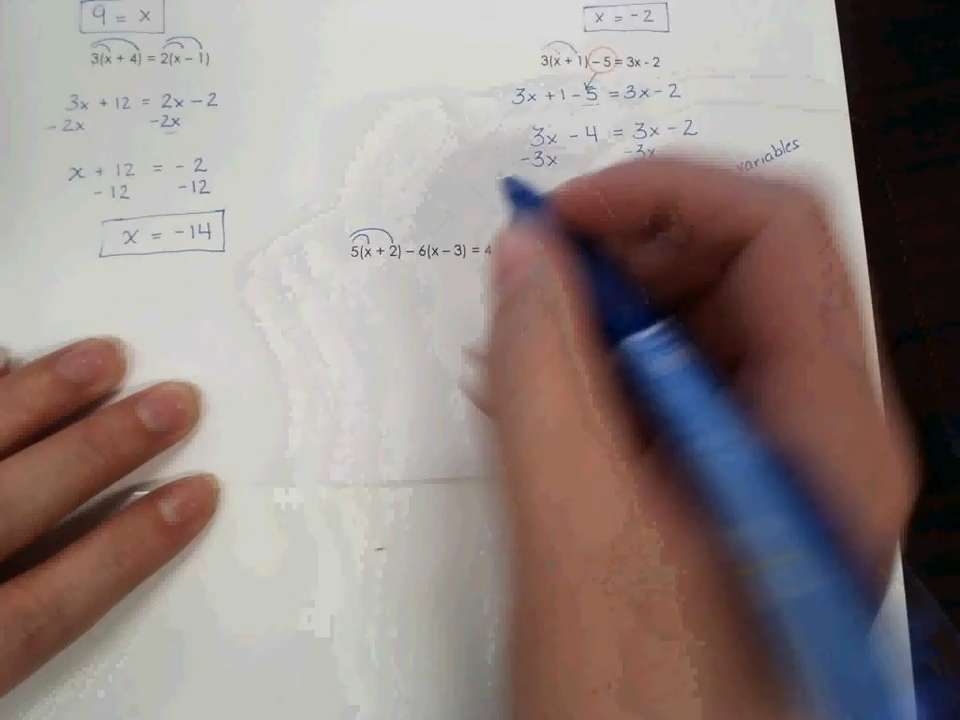 9 = x
3(x + 4) = 2(x − 1)
3x + 12 = 2x − 2
−2x −2x
x + 12 = −2
−12 −12
x = −14
x = −2
3(x + 1) − 5 = 3x - 2
3x + 1 − 5 = 3x − 2
3x − 4 = 3x − 2
−3x −3x
variables
5(x + 2) − 6(x − 3) = 4